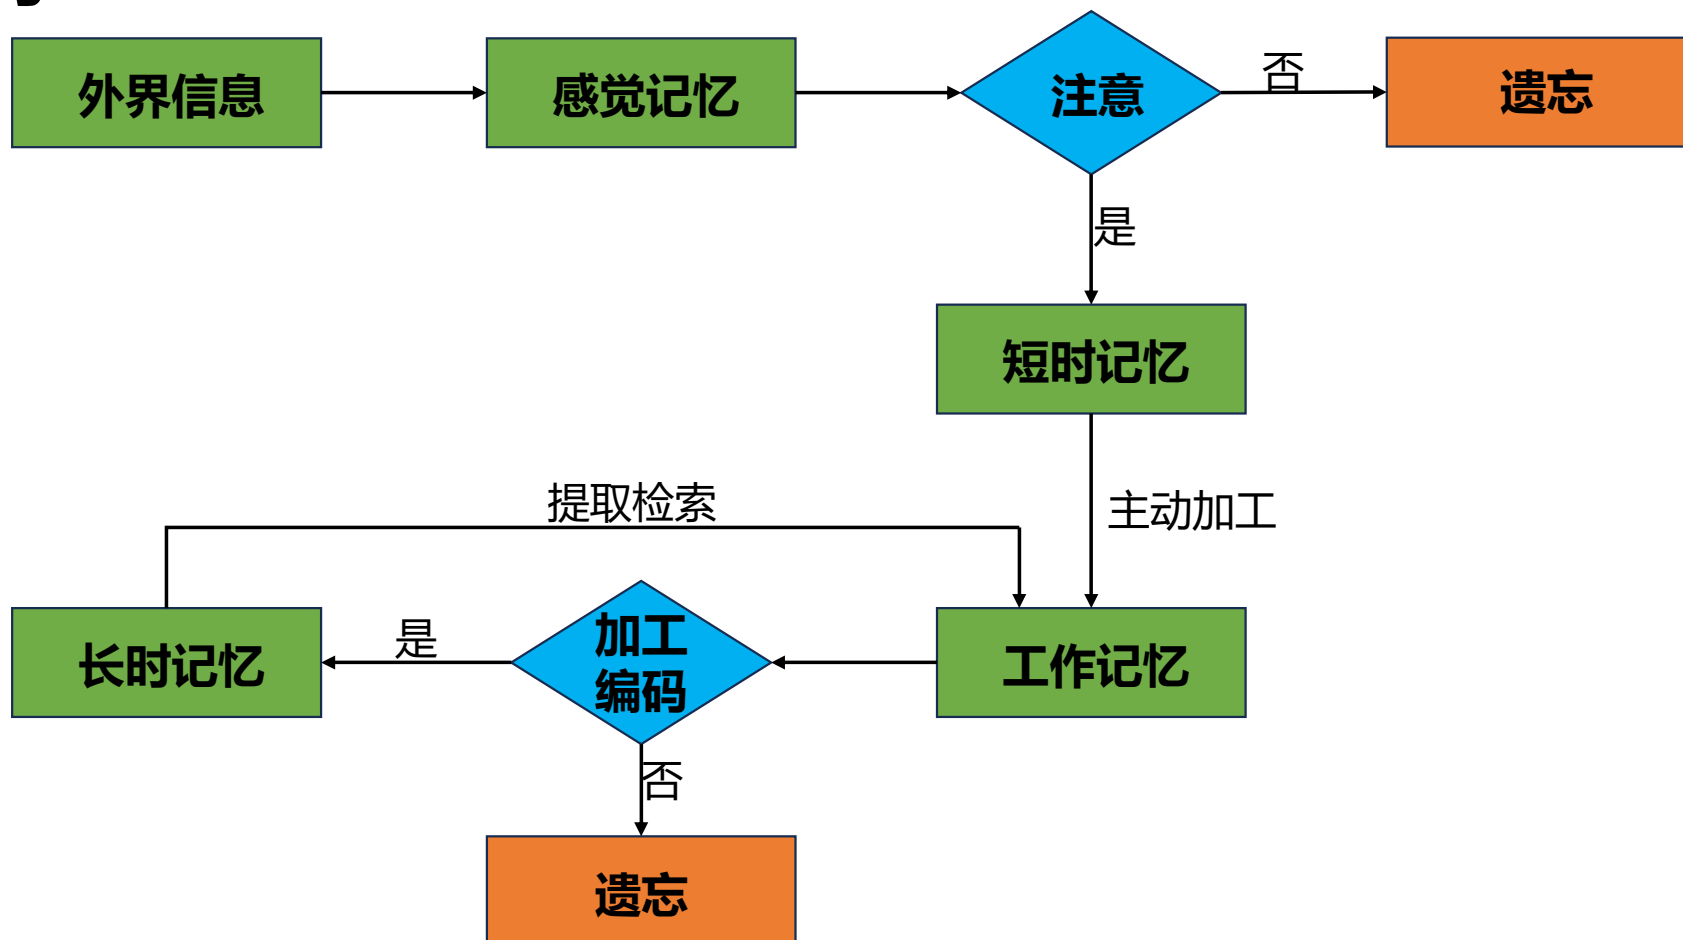 外界信息
感觉记忆
注意
否
遗忘
是
短时记忆
提取检索
主动加工
长时记忆
是
加工
编码
工作记忆
否
遗忘